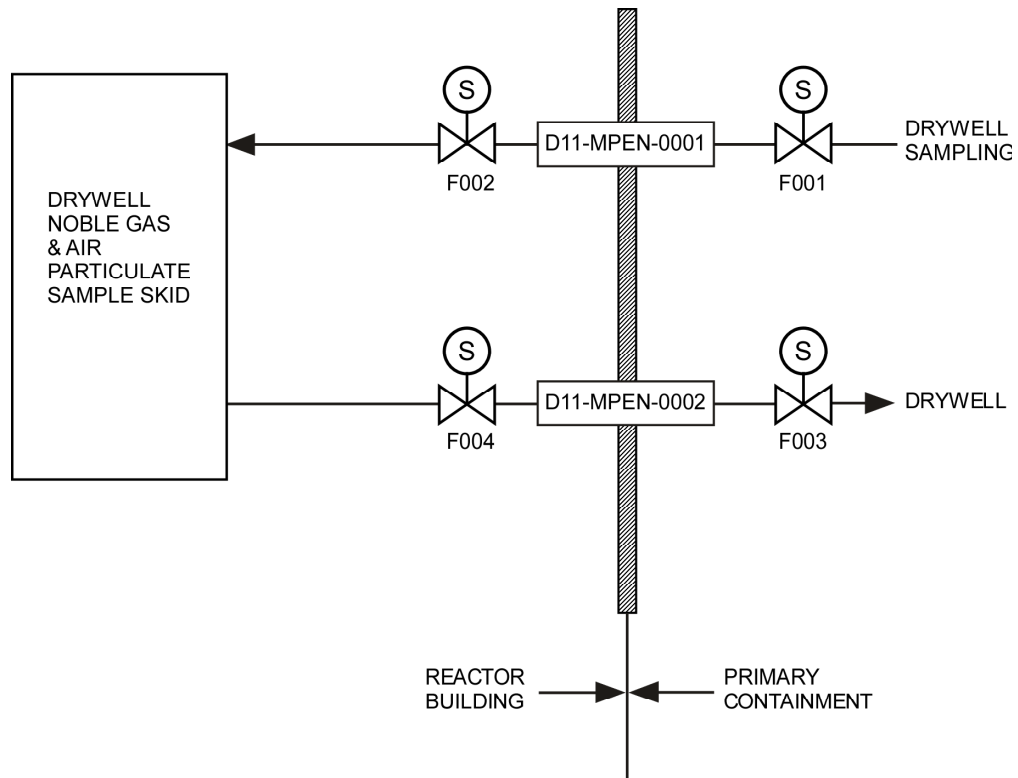 S
S
D11-MPEN-0001
DRYWELL
SAMPLING
F002
F001
DRYWELL
NOBLE GAS
& AIR
PARTICULATE
SAMPLE SKID
S
S
D11-MPEN-0002
DRYWELL
F004
F003
REACTOR
BUILDING
PRIMARY
CONTAINMENT